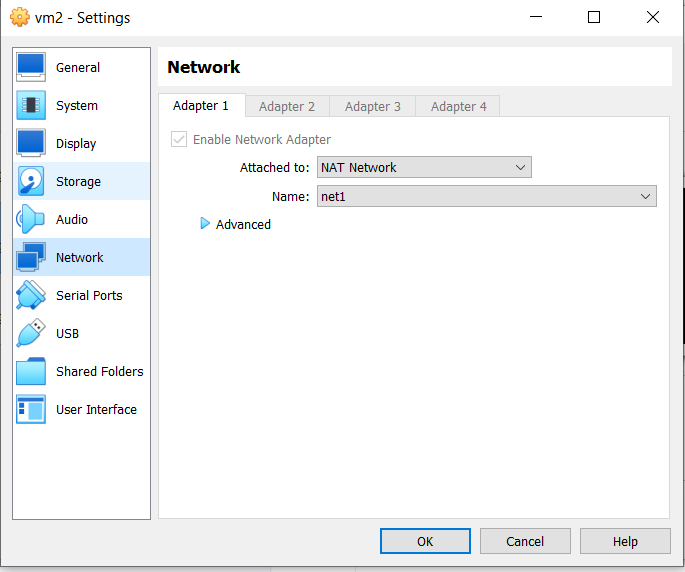 vm2 - Settings
General
System
Display
Storage
Audio
Network
Serial Ports
USB
Shared Folders
User Interface
Network
Adapter 1 Adapter 2 Adapter 3 Adapter 4
Enable Network Adapter
Attached to: NAT Network
Name: net1
Advanced
OK Cancel Help